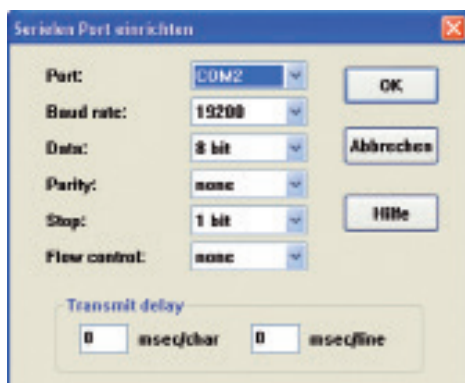 Seriellen Port einrichten
Port: COM2
OK
Baud rate: 19200
Data: 8 bit
Abbrechen
Parity: none
Stop: 1 bit
Hilfe
Flow control: none
Transmit delay
0 msec/char 0 msec/line